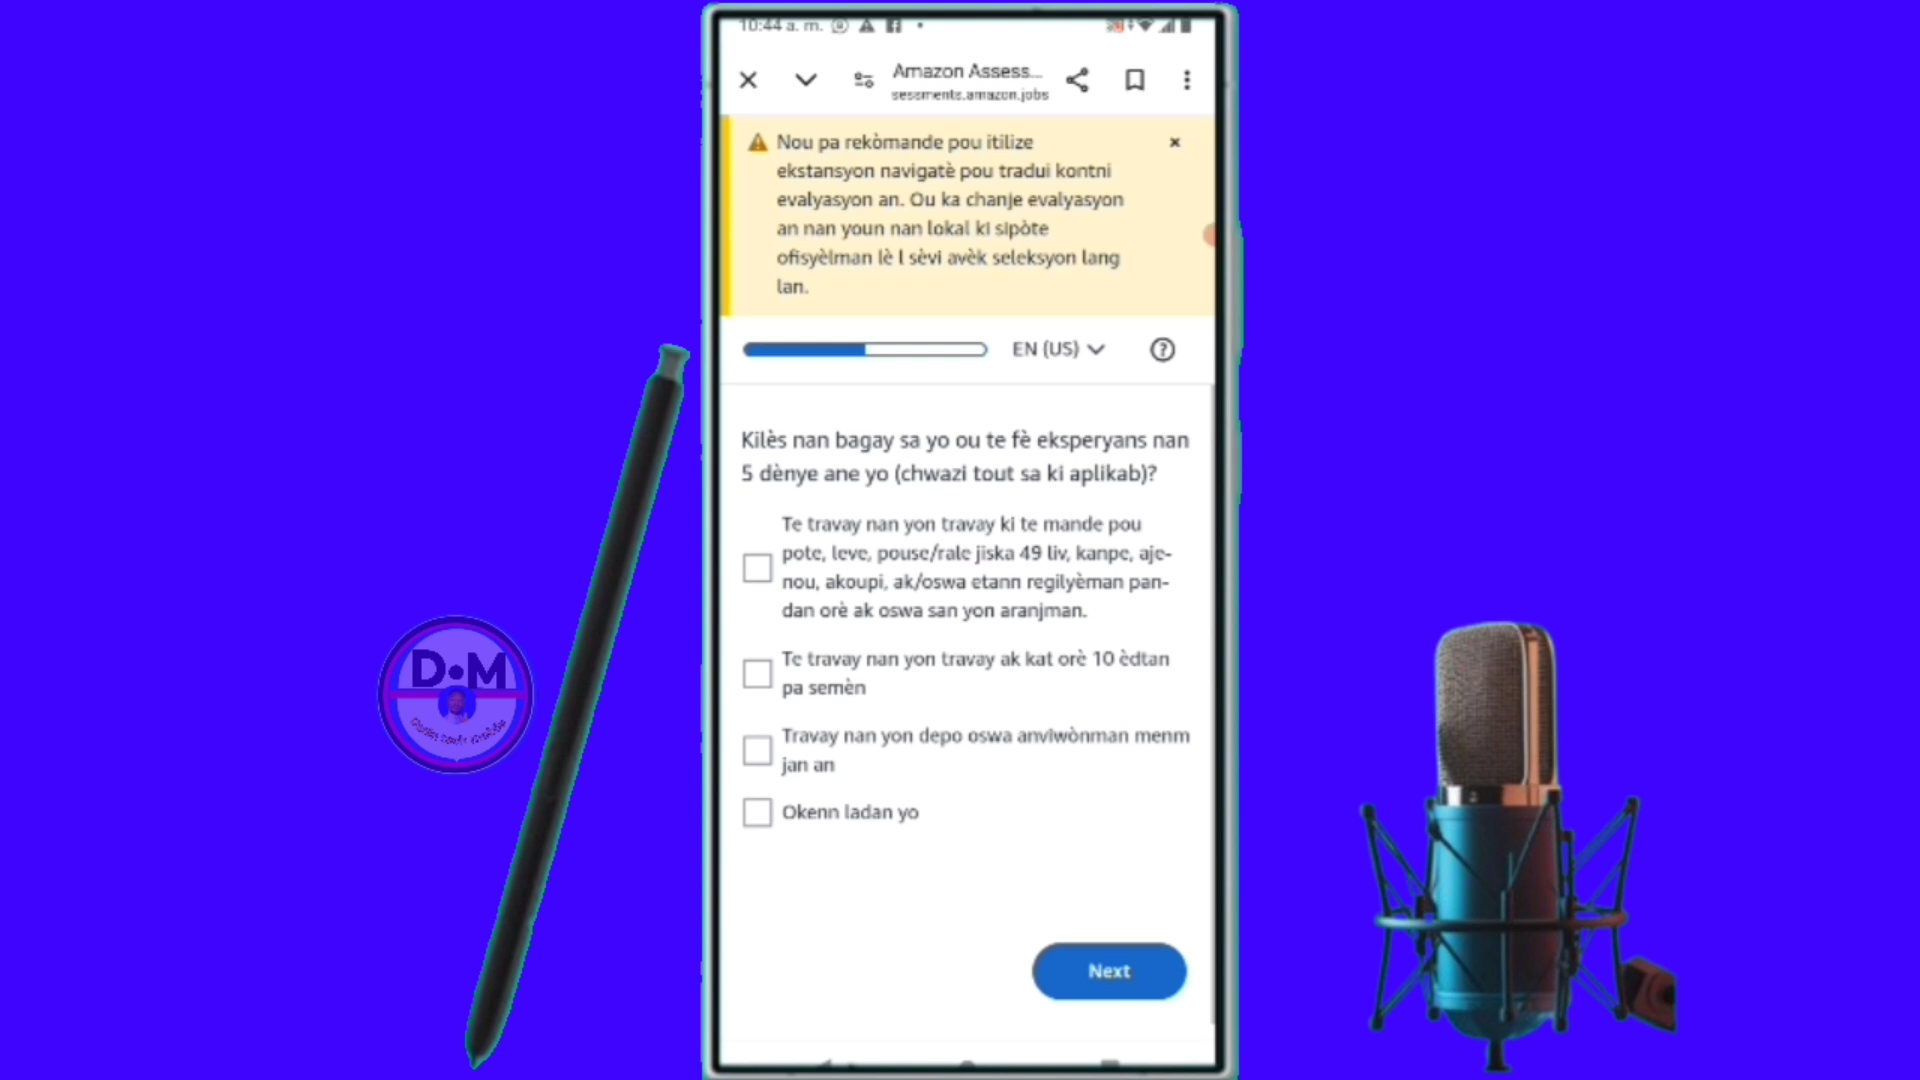 10:44 a. m.
Amazon Assess...
sessments.amazon.jobs
Nou pa rekòmande pou itilize
ekstansyon navigatè pou tradui kontni
evalyasyon an. Ou ka chanje evalyasyon
an nan youn nan lokal ki sipòte
ofisyèlman lè l sèvi avèk seleksyon lang
lan.
EN (US)
Kilès nan bagay sa yo ou te fè eksperyans nan
5 dènye ane yo (chwazi tout sa ki aplikab)?
Te travay nan yon travay ki te mande pou
pote, leve, pouse/rale jiska 49 liv, kanpe, aje-
nou, akoupi, ak/oswa etann regilyèman pan-
dan orè ak oswa san yon aranjman.
Te travay nan yon travay ak kat orè 10 èdtan
pa semèn
Travay nan yon depo oswa anviwònman menm
jan an
Okenn ladan yo
Next
D•M